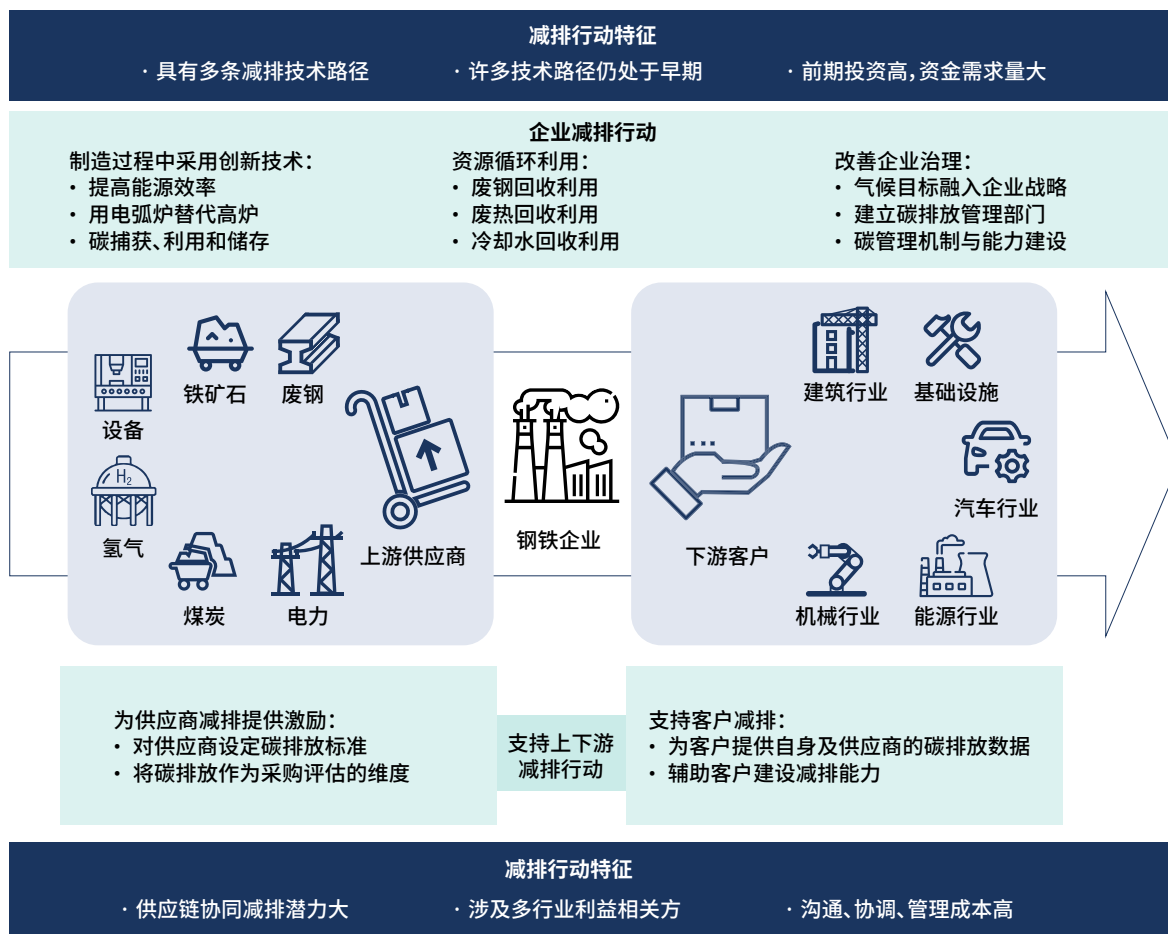 减排行动特征
· 具有多条减排技术路径
· 许多技术路径仍处于早期
· 前期投资高，资金需求量大
企业减排行动
制造过程中采用创新技术：
• 提高能源效率
• 用电弧炉替代高炉
• 碳捕获、利用和储存
资源循环利用：
• 废钢回收利用
• 废热回收利用
• 冷却水回收利用
改善企业治理：
• 气候目标融入企业战略
• 建立碳排放管理部门
• 碳管理机制与能力建设
设备
铁矿石
废钢
H₂
氢气
煤炭
电力
上游供应商
钢铁企业
下游客户
建筑行业
基础设施
汽车行业
机械行业
能源行业
为供应商减排提供激励：
• 对供应商设定碳排放标准
• 将碳排放作为采购评估的维度
支持上下游
减排行动
支持客户减排：
• 为客户提供自身及供应商的碳排放数据
• 辅助客户建设减排能力
减排行动特征
· 供应链协同减排潜力大
· 涉及多行业利益相关方
· 沟通、协调、管理成本高